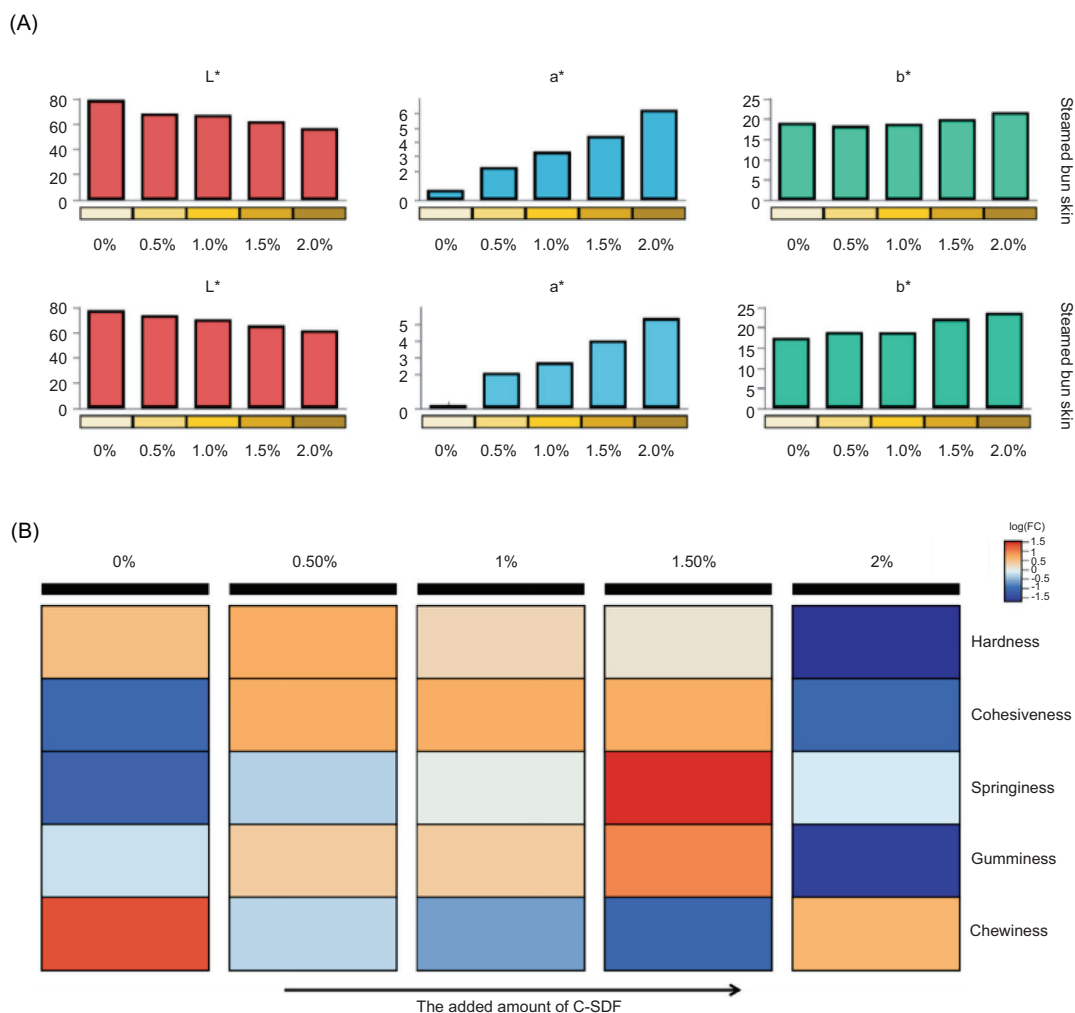 (A)
L*
a*
b*
80
60
40
20
0
6
5
4
3
2
0
25
20
15
10
5
0
Steamed bun skin
0% 0.5% 1.0% 1.5% 2.0%
0% 0.5% 1.0% 1.5% 2.0%
0% 0.5% 1.0% 1.5% 2.0%
L*
a*
b*
80
60
40
20
0
5
4
3
2
0
25
20
15
10
5
0
Steamed bun skin
0% 0.5% 1.0% 1.5% 2.0%
0% 0.5% 1.0% 1.5% 2.0%
0% 0.5% 1.0% 1.5% 2.0%
(B)
0% 0.50% 1% 1.50% 2%
log(FC)
1.5
0.5
0
-0.5
-1
-1.5
Hardness
Cohesiveness
Springiness
Gumminess
Chewiness
The added amount of C-SDF